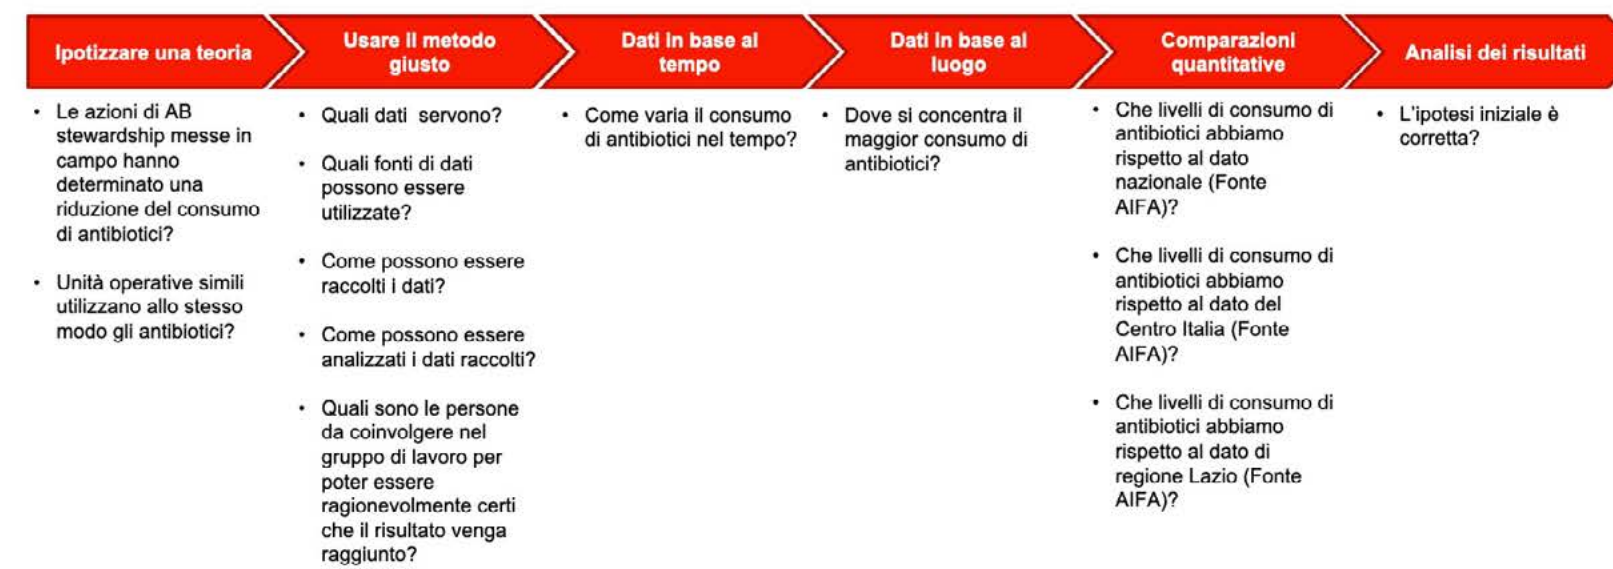 Ipotizzare una teoria
Usare il metodo
giusto
Dati in base al
tempo
Dati in base al
luogo
Comparazioni
quantitative
Analisi dei risultati
• Le azioni di AB
stewardship messe in
campo hanno
determinato una
riduzione del consumo
di antibiotici?
• Unità operative simili
utilizzano allo stesso
modo gli antibiotici?
• Quali dati servono?
• Quali fonti di dati
possono essere
utilizzate?
• Come possono essere
raccolti i dati?
• Come possono essere
analizzati i dati raccolti?
• Quali sono le persone
da coinvolgere nel
gruppo di lavoro per
poter essere
ragionevolmente certi
che il risultato venga
raggiunto?
• Come varia il consumo
di antibiotici nel tempo?
• Dove si concentra il
maggior consumo di
antibiotici?
• Che livelli di consumo di
antibiotici abbiamo
rispetto al dato
nazionale (Fonte
AIFA)?
• Che livelli di consumo di
antibiotici abbiamo
rispetto al dato del
Centro Italia (Fonte
AIFA)?
• Che livelli di consumo di
antibiotici abbiamo
rispetto al dato di
regione Lazio (Fonte
AIFA)?
• L'ipotesi iniziale è
corretta?